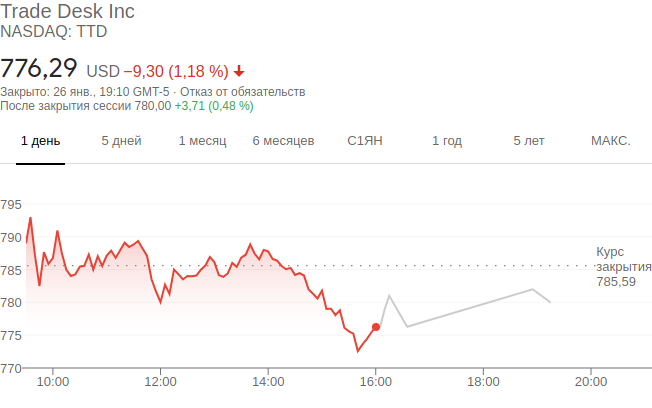 Trade Desk Inc
NASDAQ: TTD
776,29 USD −9,30 (1,18 %)
Закрыто: 26 янв., 19:10 GMT-5 · Отказ от обязательств
После закрытия сессии 780,00 +3,71 (0,48 %)
1 день 5 дней 1 месяц 6 месяцев С1ЯН 1 год 5 лет МАКС.
795
790
785
780
775
770
Курс
закрытия
785,59
10:00 12:00 14:00 16:00 18:00 20:00